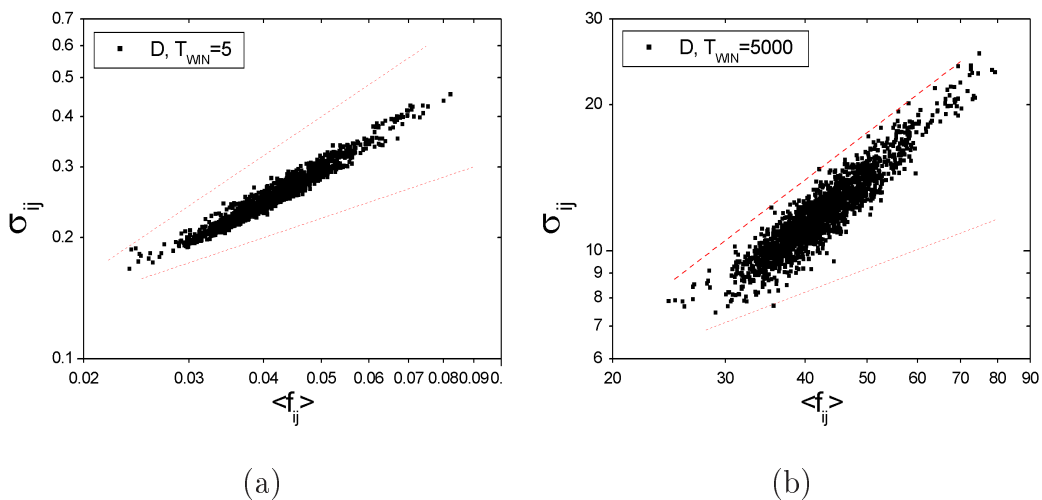 0.7
0.6
0.5
0.4
0.3
0.2
0.1
D, T_WIN=5
σ_ij
0.02 0.03 0.04 0.05 0.06 0.07 0.08 0.09 0.
<f_ij>
(a)
30
20
10
9
8
7
6
D, T_WIN=5000
σ_ij
20 30 40 50 60 70 80 90
<f_ij>
(b)